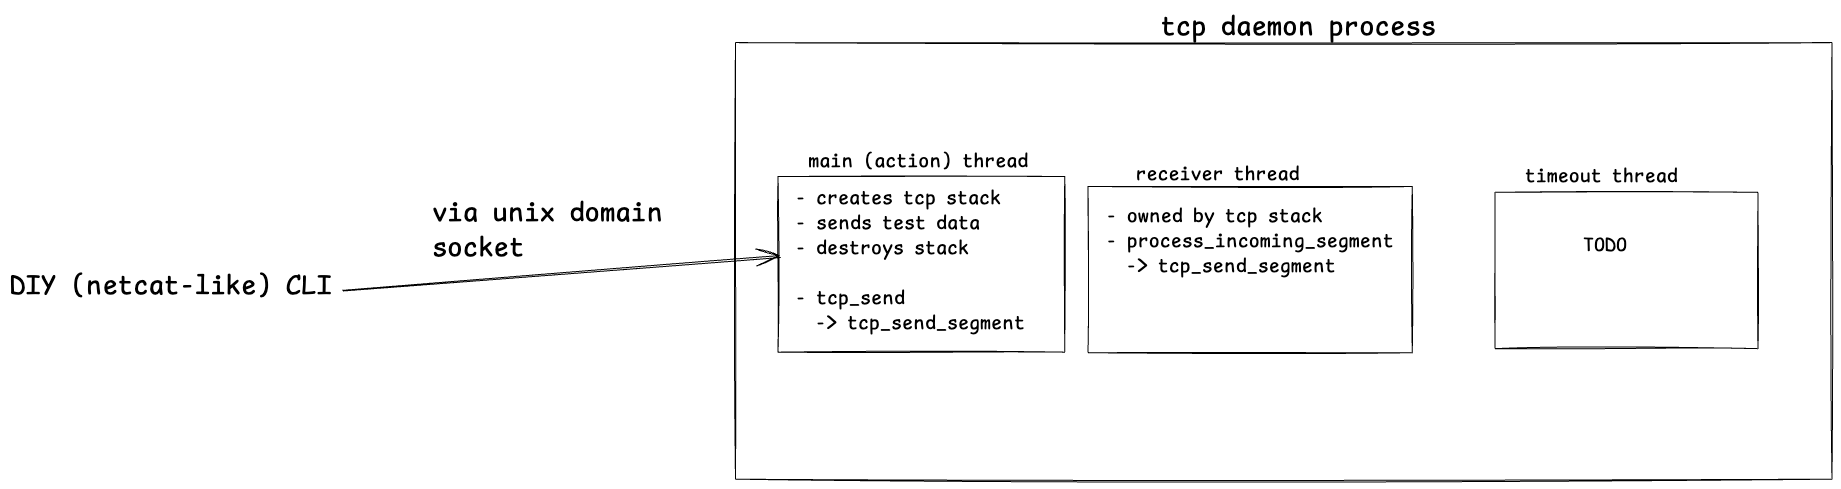 tcp daemon process
main (action) thread
- creates tcp stack
- sends test data
- destroys stack
- tcp_send
-> tcp_send_segment
receiver thread
- owned by tcp stack
- process_incoming_segment
-> tcp_send_segment
timeout thread
TODO
via unix domain
socket
DIY (netcat-like) CLI